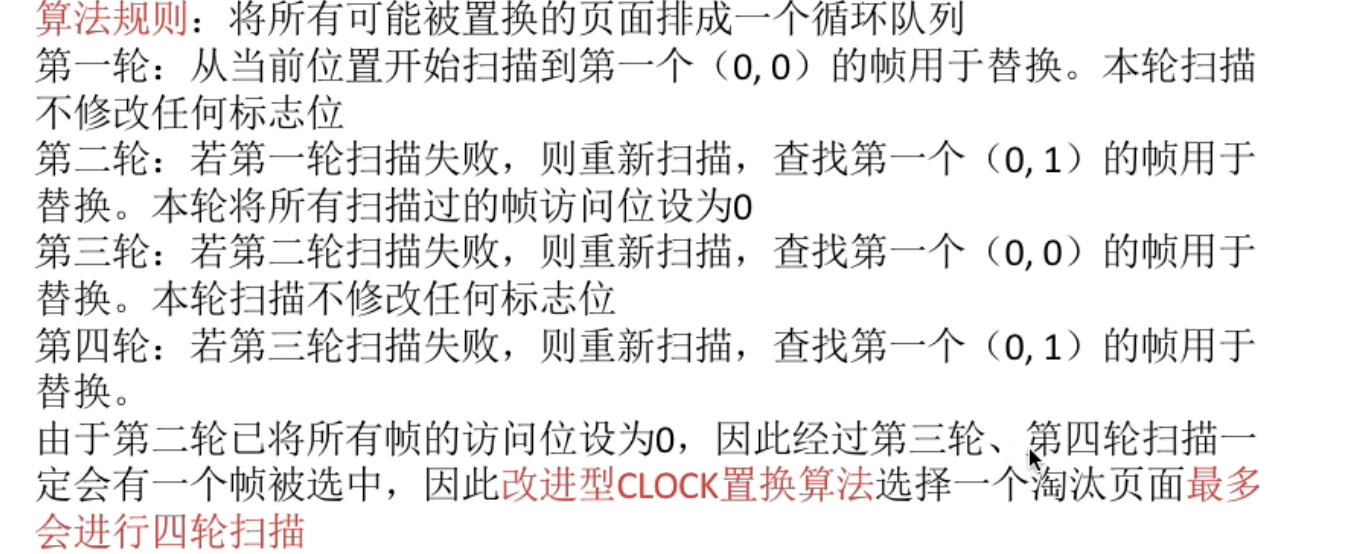 算法规则：将所有可能被置换的页面排成一个循环队列
第一轮：从当前位置开始扫描到第一个（0, 0）的帧用于替换。本轮扫描
不修改任何标志位
第二轮：若第一轮扫描失败，则重新扫描，查找第一个（0, 1）的帧用于
替换。本轮将所有扫描过的帧访问位设为0
第三轮：若第二轮扫描失败，则重新扫描，查找第一个（0, 0）的帧用于
替换。本轮扫描不修改任何标志位
第四轮：若第三轮扫描失败，则重新扫描，查找第一个（0, 1）的帧用于
替换。
由于第二轮已将所有帧的访问位设为0，因此经过第三轮、第四轮扫描一
定会有一个帧被选中，因此改进型CLOCK置换算法选择一个淘汰页面最多
会进行四轮扫描